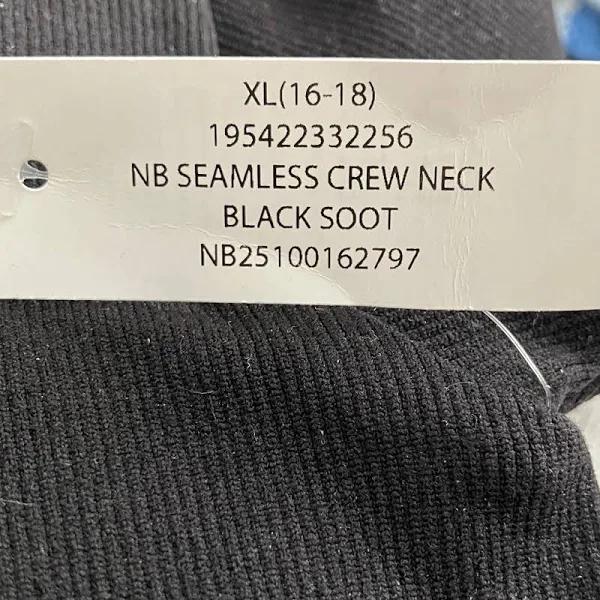 XL(16-18)
195422332256
NB SEAMLESS CREW NECK
BLACK SOOT
NB25100162797